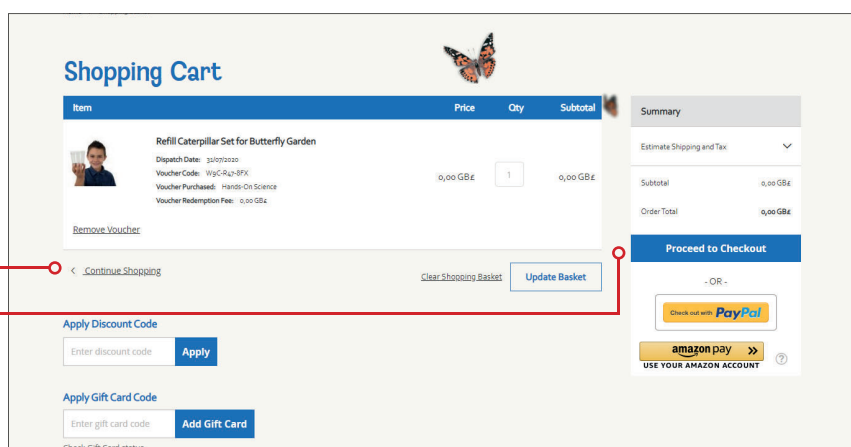 Shopping Cart
Item Price Qty Subtotal
Refill Caterpillar Set for Butterfly Garden
Dispatch Date: 31/07/2020
Voucher Code: W9C-R47-8FX
Voucher Purchased: Hands-On Science
Voucher Redemption Fee: 0,00 GB£
0,00 GB£ 1 0,00 GB£
Remove Voucher
< Continue Shopping
Clear Shopping Basket
Update Basket
Apply Discount Code
Enter discount code
Apply
Apply Gift Card Code
Enter gift card code
Add Gift Card
Check Gift Card status
Summary
Estimate Shipping and Tax
Subtotal 0,00 GB£
Order Total 0,00 GB£
Proceed to Checkout
- OR -
Check out with PayPal
amazon pay »
USE YOUR AMAZON ACCOUNT ?